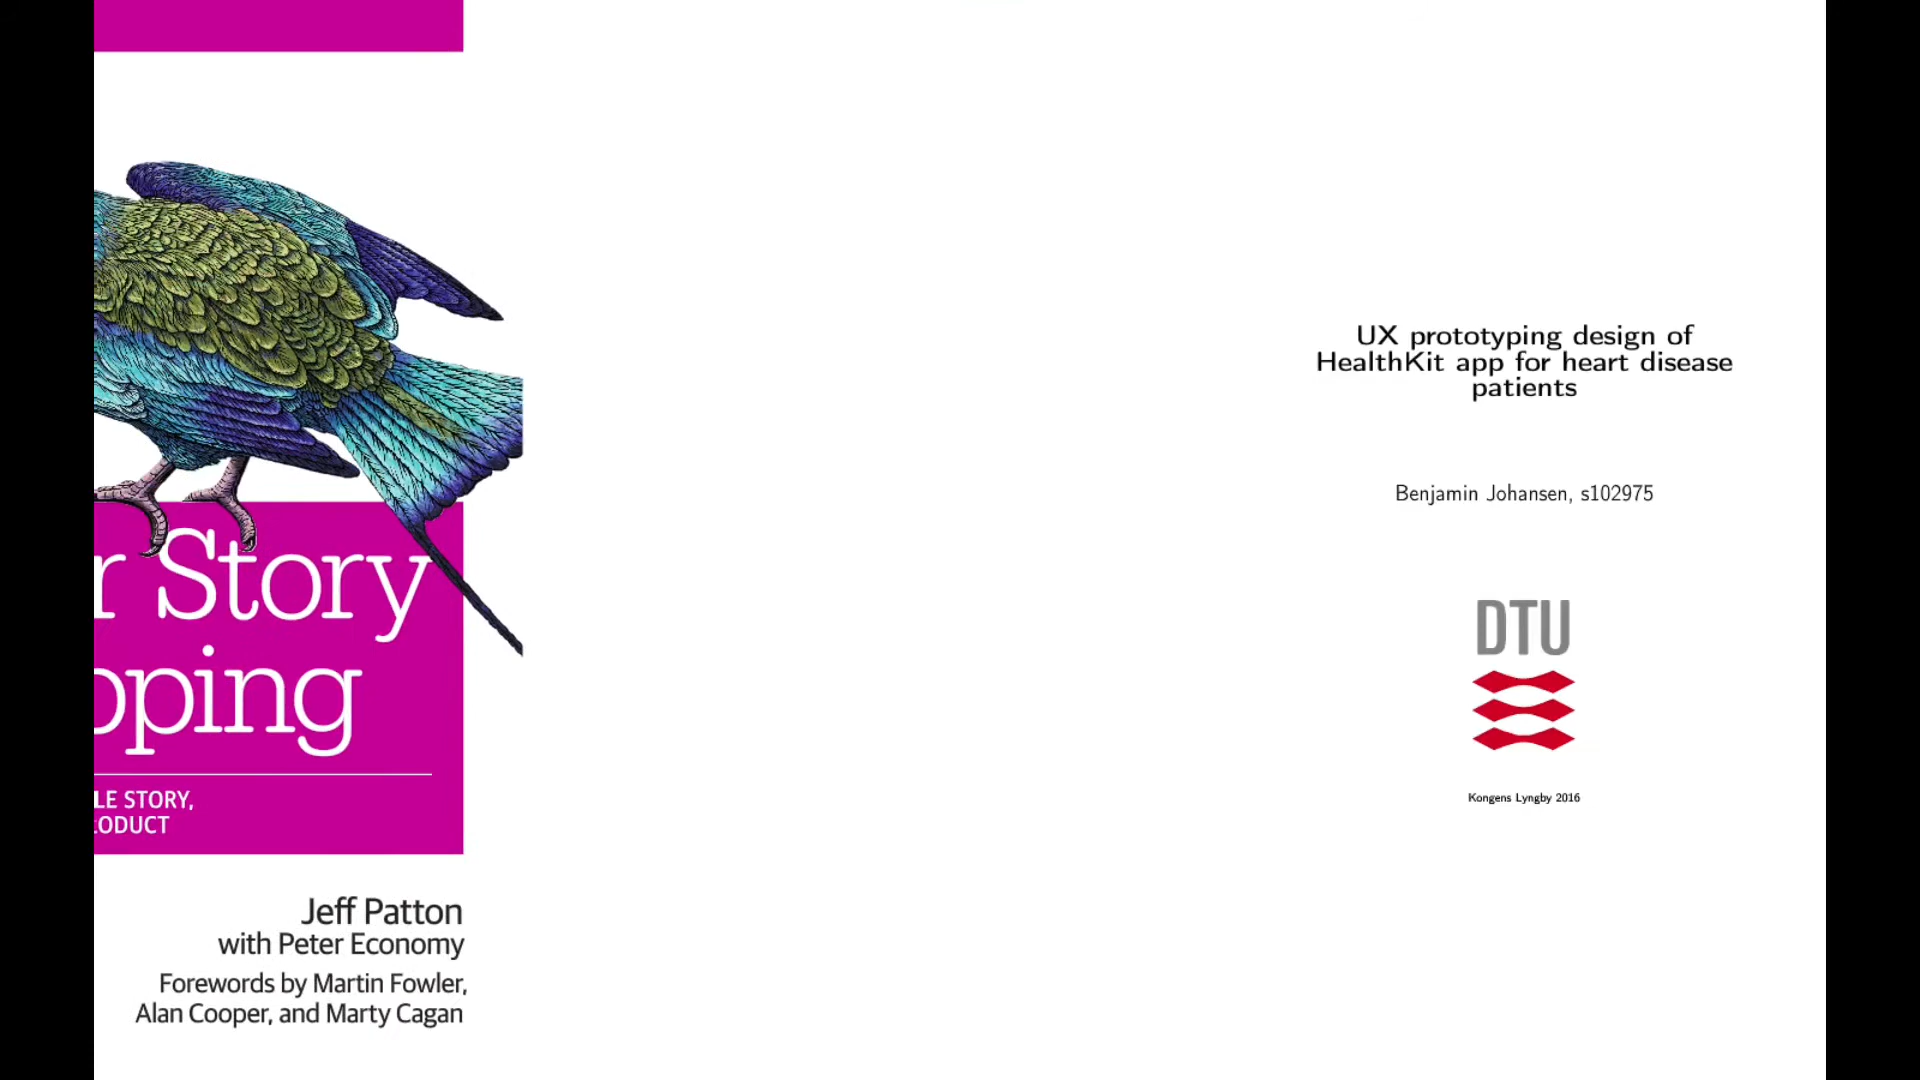 r Story
pping
LE STORY,
ODUCT
Jeff Patton
with Peter Economy
Forewords by Martin Fowler,
Alan Cooper, and Marty Cagan
UX prototyping design of
HealthKit app for heart disease
patients
Benjamin Johansen, s102975
DTU
Kongens Lyngby 2016